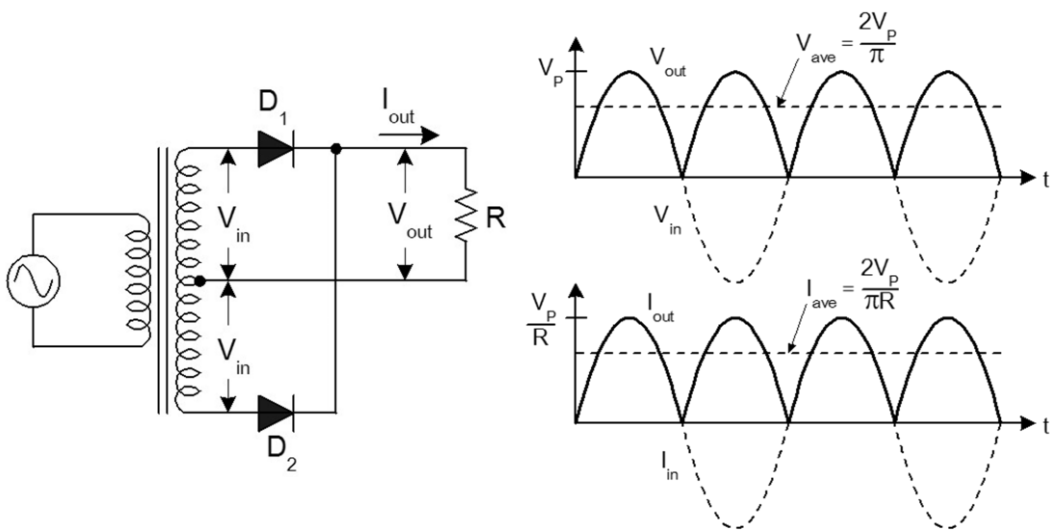 D1
Iout
Vin
Vout
R
Vin
D2
Vave = 2VP/π
VP
Vout
t
Vin
Iave = 2VP/πR
VP/R
Iout
t
Iin